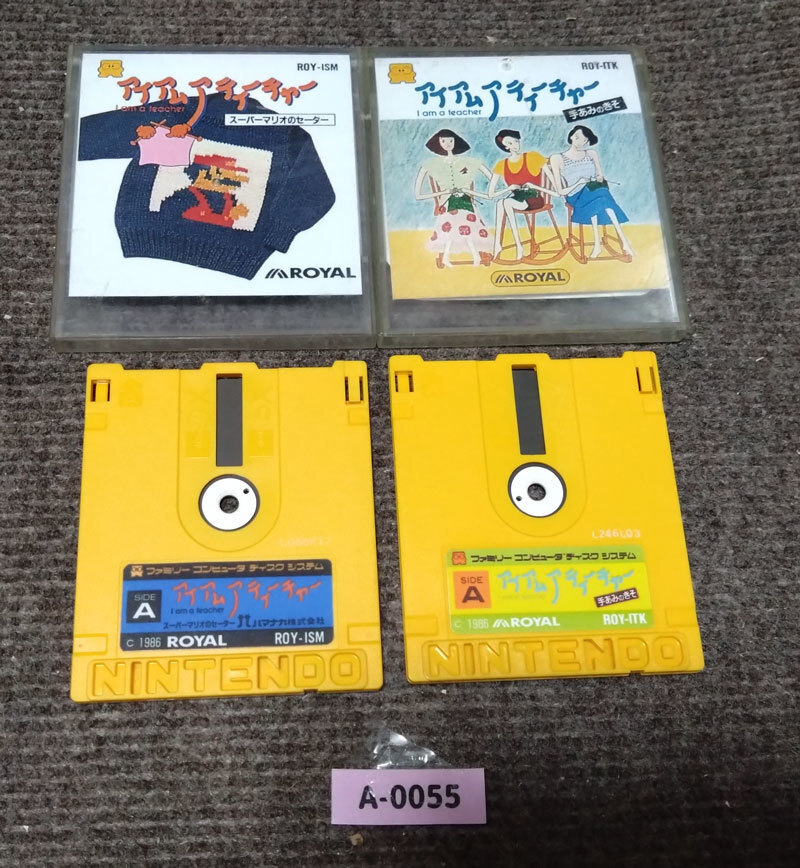 ROY-ISM
アイアムアティーチャー
I am a teacher
スーパーマリオのセーター
ROYAL
ROY-ITK
アイアムアティーチャー
I am a teacher
手あみのきそ
ROYAL
ファミリー コンピュータ ディスク システム
SIDE
A
アイアムアティーチャー
I am a teacher
スーパーマリオのセーター ハマナカ株式会社
C 1986 ROYAL ROY-ISM
NINTENDO
L246L03
ファミリー コンピュータ ディスク システム
SIDE
A
アイアムアティーチャー
手あみのきそ
C 1986 ROYAL ROY-ITK
NINTENDO
A-0055